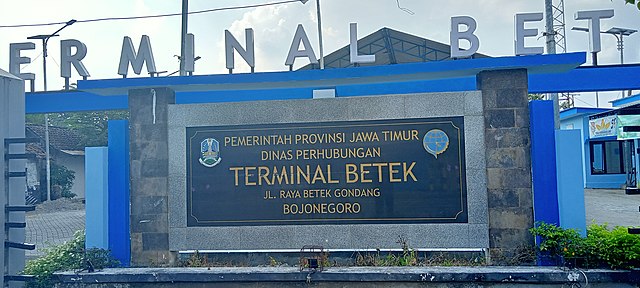 ERMINAL BET
PEMERINTAH PROVINSI JAWA TIMUR
DINAS PERHUBUNGAN
TERMINAL BETEK
JL. RAYA BETEK GONDANG
BOJONEGORO